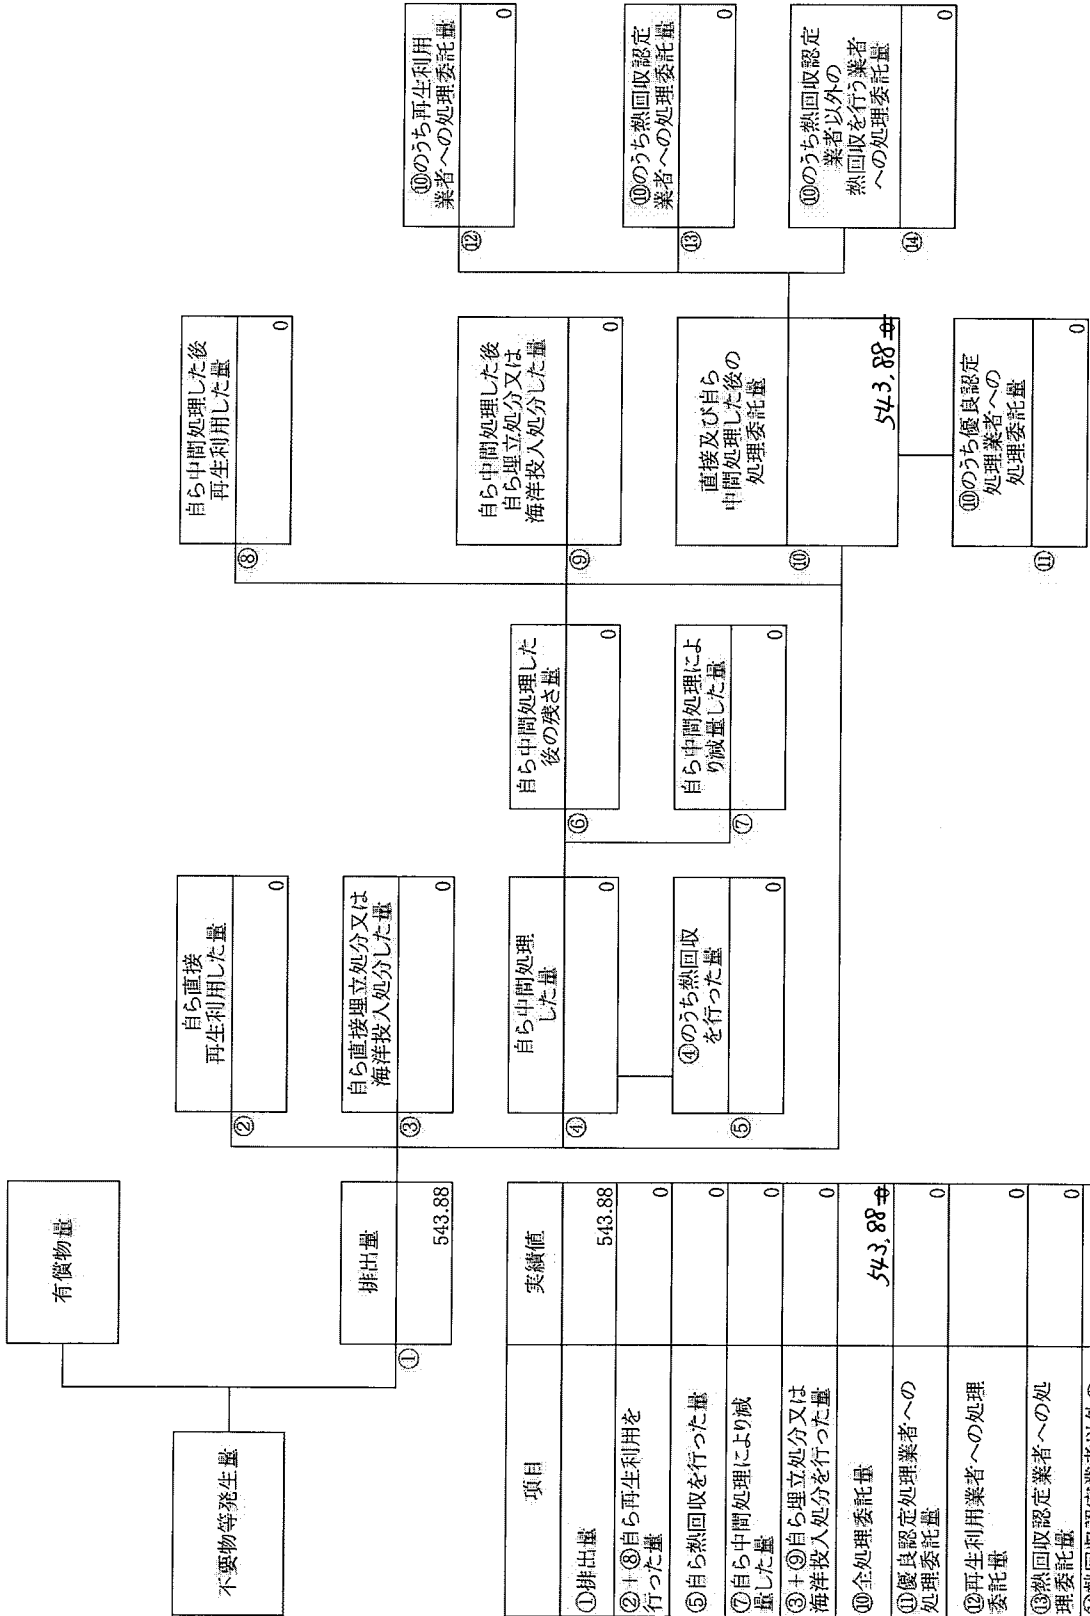 不要物等発生量
有償物量
排出量
①
543.88
自ら直接
再生利用した量
②
0
自ら直接埋立処分又は
海洋投入処分した量
③
0
自ら中間処理
した量
④
0
④のうち熱回収
を行った量
⑤
0
自ら中間処理した
後の残さ量
⑥
0
自ら中間処理によ
り減量した量
⑦
0
自ら中間処理した後
再生利用した量
⑧
0
自ら中間処理した後
自ら埋立処分又は
海洋投入処分した量
⑨
0
直接及び自ら
中間処理した後の
処理委託量
⑩
543.88 0
⑩のうち優良認定
処理業者への
処理委託量
⑪
0
⑩のうち再生利用
業者への処理委託量
⑫
0
⑩のうち熱回収認定
業者への処理委託量
⑬
0
⑩のうち熱回収認定
業者以外の
熱回収を行う業者
への処理委託量
⑭
0
項目 実績値
①排出量 543.88
②+⑧自ら再生利用を
行った量 0
⑤自ら熱回収を行った量 0
⑦自ら中間処理により減
量した量 0
③+⑨自ら埋立処分又は
海洋投入処分を行った量 0
⑩全処理委託量 543.88 0
⑪優良認定処理業者への
処理委託量 0
⑫再生利用業者への処理
委託量 0
⑬熱回収認定業者への処
理委託量 0